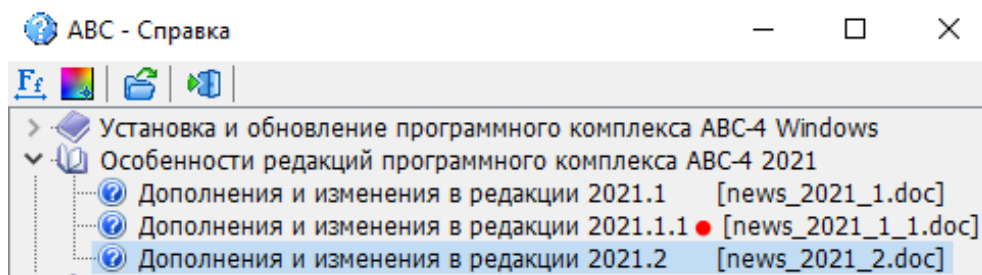 АВС - Справка
Ff
Установка и обновление программного комплекса АВС-4 Windows
Особенности редакций программного комплекса АВС-4 2021
Дополнения и изменения в редакции 2021.1 [news_2021_1.doc]
Дополнения и изменения в редакции 2021.1.1 [news_2021_1_1.doc]
Дополнения и изменения в редакции 2021.2 [news_2021_2.doc]